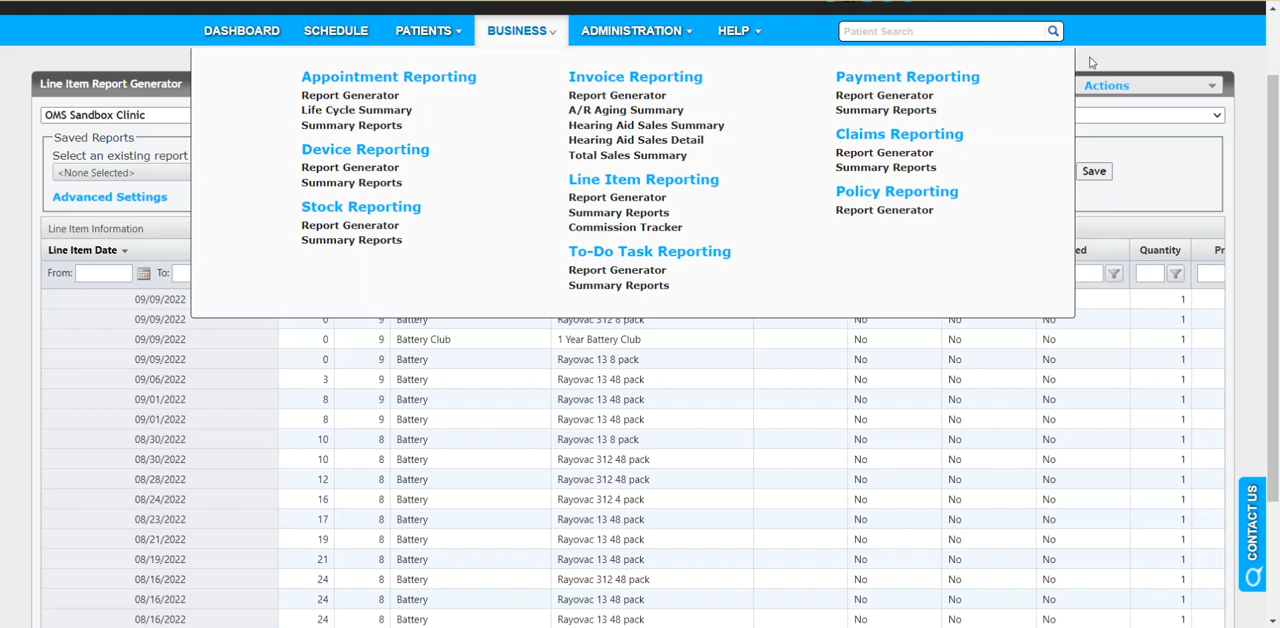 DASHBOARD SCHEDULE PATIENTS BUSINESS ADMINISTRATION HELP Patient Search
Appointment Reporting
Report Generator
Life Cycle Summary
Summary Reports
Device Reporting
Report Generator
Summary Reports
Stock Reporting
Report Generator
Summary Reports
Invoice Reporting
Report Generator
A/R Aging Summary
Hearing Aid Sales Summary
Hearing Aid Sales Detail
Total Sales Summary
Line Item Reporting
Report Generator
Summary Reports
Commission Tracker
To-Do Task Reporting
Report Generator
Summary Reports
Payment Reporting
Report Generator
Summary Reports
Claims Reporting
Report Generator
Summary Reports
Policy Reporting
Report Generator
Line Item Report Generator Actions
OMS Sandbox Clinic
Saved Reports
Select an existing report
<None Selected> Save
Advanced Settings
Line Item Information
Line Item Date ed Quantity Pr
From: To:
09/09/2022 1
09/09/2022 0 9 Battery Rayovac 312 8 pack No No No 1
09/09/2022 0 9 Battery Club 1 Year Battery Club No No No 1
09/09/2022 0 9 Battery Rayovac 13 8 pack No No No 1
09/06/2022 3 9 Battery Rayovac 13 48 pack No No No 1
09/01/2022 8 9 Battery Rayovac 13 48 pack No No No 1
09/01/2022 8 9 Battery Rayovac 13 48 pack No No No 1
08/30/2022 10 8 Battery Rayovac 13 8 pack No No No 1
08/30/2022 10 8 Battery Rayovac 312 48 pack No No No 1
08/28/2022 12 8 Battery Rayovac 312 48 pack No No No 1
08/24/2022 16 8 Battery Rayovac 312 4 pack No No No 1
08/23/2022 17 8 Battery Rayovac 13 48 pack No No No 1
08/21/2022 19 8 Battery Rayovac 13 48 pack No No No 1
08/19/2022 21 8 Battery Rayovac 13 48 pack No No No 1
08/16/2022 24 8 Battery Rayovac 312 48 pack No No No 1
08/16/2022 24 8 Battery Rayovac 13 48 pack No No No 1
08/16/2022 24 8 Battery Rayovac 13 48 pack No No No 1
CONTACT US